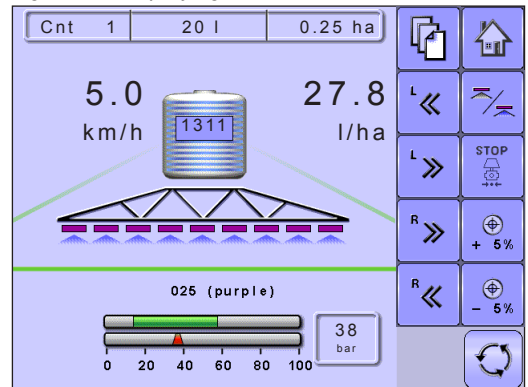 Cnt 1 20 l 0.25 ha
5.0 27.8
km/h 1311 l/ha
L
STOP
L
R
+ 5%
R
- 5%
025 (purple)
38
bar
0 20 40 60 80 100